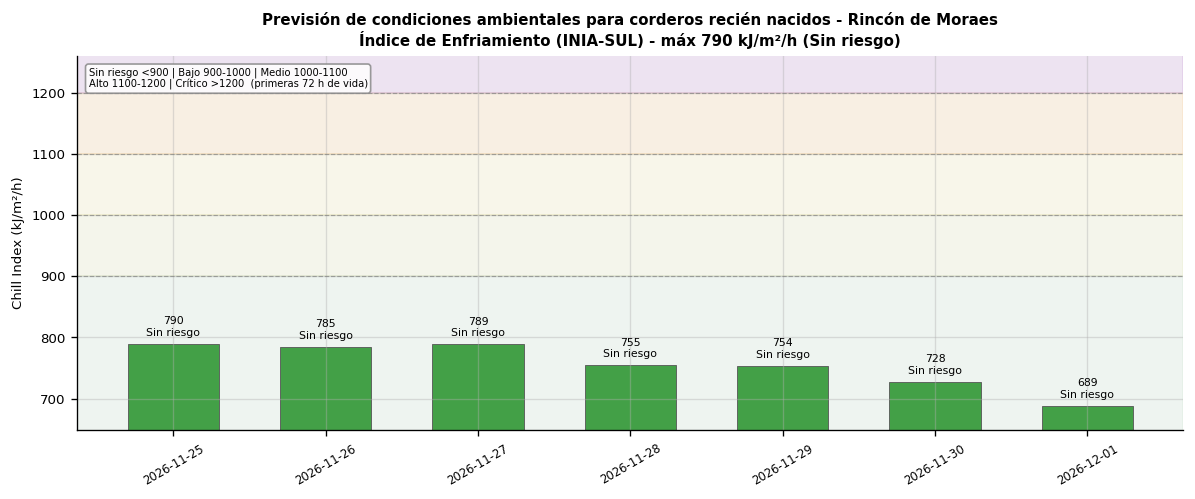 Previsión de condiciones ambientales para corderos recién nacidos - Rincón de Moraes
Índice de Enfriamiento (INIA-SUL) - máx 790 kJ/m²/h (Sin riesgo)
Sin riesgo <900 | Bajo 900-1000 | Medio 1000-1100
Alto 1100-1200 | Crítico >1200  (primeras 72 h de vida)
Chill Index (kJ/m²/h)
1200
1100
1000
900
800
700
790
Sin riesgo
785
Sin riesgo
789
Sin riesgo
755
Sin riesgo
754
Sin riesgo
728
Sin riesgo
689
Sin riesgo
2026-11-25
2026-11-26
2026-11-27
2026-11-28
2026-11-29
2026-11-30
2026-12-01